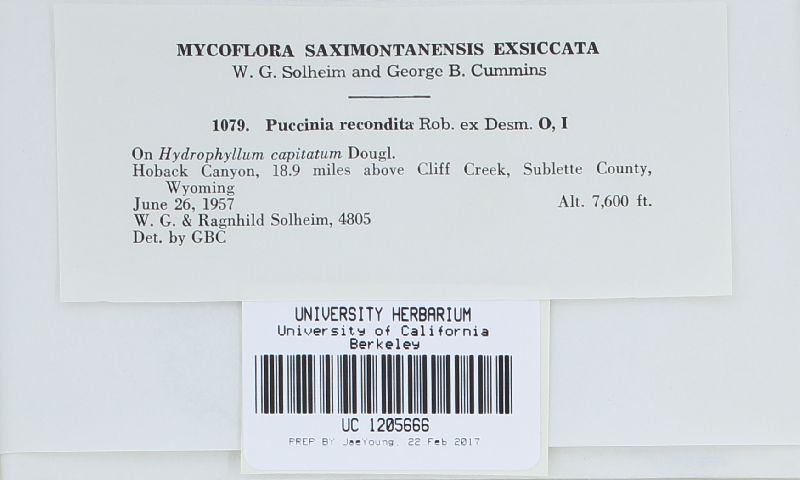 MYCOFLORA SAXIMONTANENSIS EXSICCATA
W. G. Solheim and George B. Cummins
1079. Puccinia recondita Rob. ex Desm. O, I
On Hydrophyllum capitatum Dougl.
Hoback Canyon, 18.9 miles above Cliff Creek, Sublette County,
Wyoming
June 26, 1957 Alt. 7,600 ft.
W. G. & Ragnhild Solheim, 4805
Det. by GBC
UNIVERSITY HERBARIUM
University of California
Berkeley
UC 1205666
PREP BY JaeYoung, 22 Feb 2017